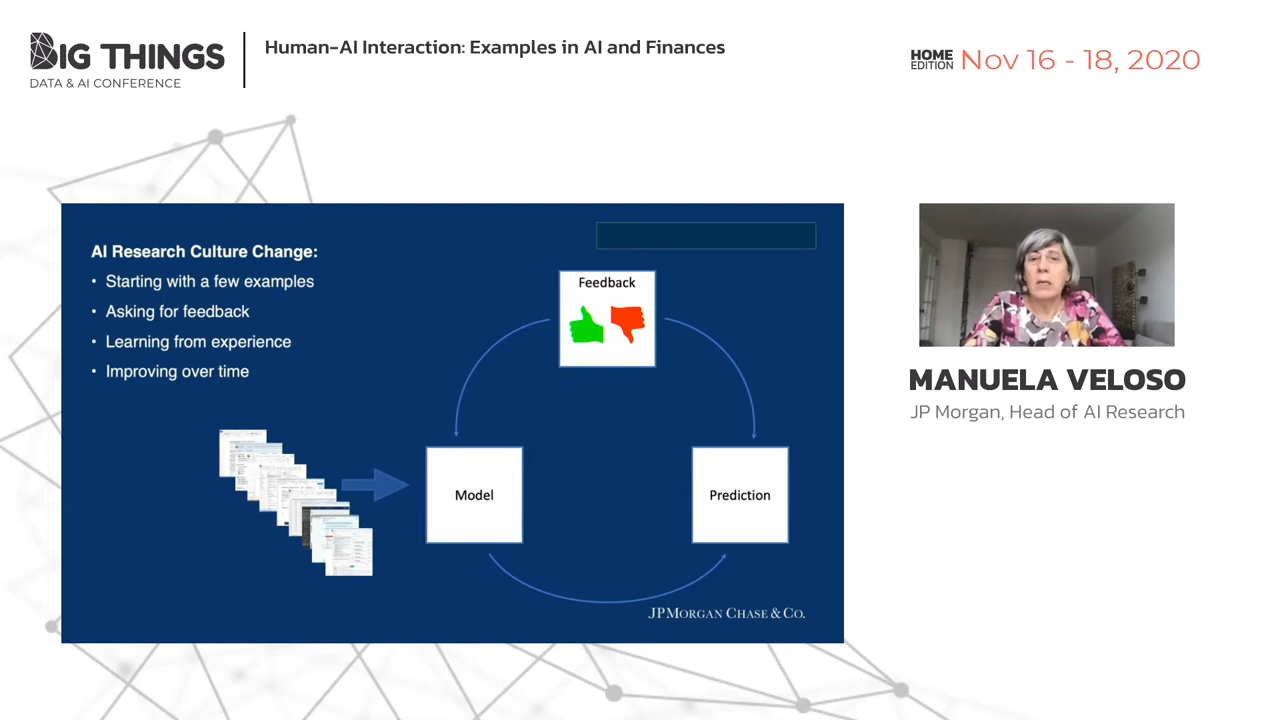 BIG THINGS
DATA & AI CONFERENCE
Human-AI Interaction: Examples in AI and Finances
HOME
EDITION
Nov 16 - 18, 2020
AI Research Culture Change:
• Starting with a few examples
• Asking for feedback
• Learning from experience
• Improving over time
Feedback
Model
Prediction
JPMORGAN CHASE & CO.
MANUELA VELOSO
JP Morgan, Head of AI Research